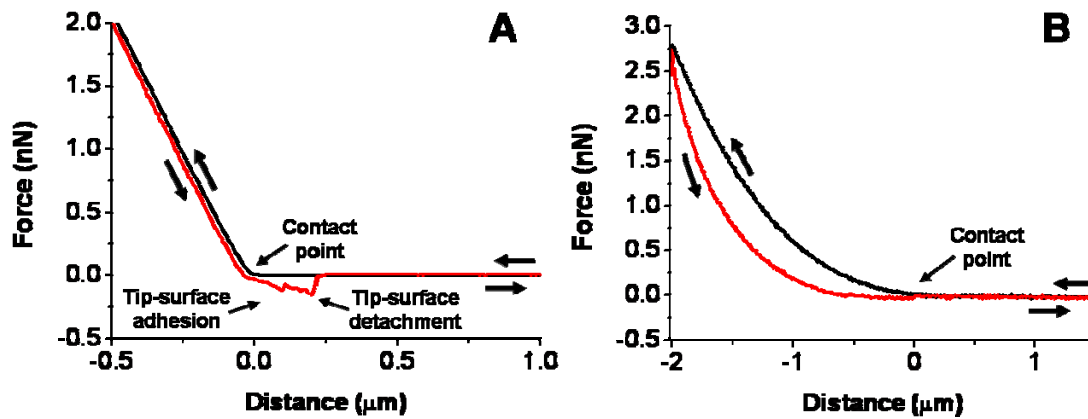 A
2.0
1.5
1.0
0.5
0.0
-0.5
Force (nN)
Contact
point
Tip-surface
adhesion
Tip-surface
detachment
-0.5
0.0
0.5
1.0
Distance (μm)
B
3.0
2.5
2.0
1.5
1.0
0.5
0.0
-0.5
Force (nN)
Contact
point
-2
-1
0
1
Distance (μm)